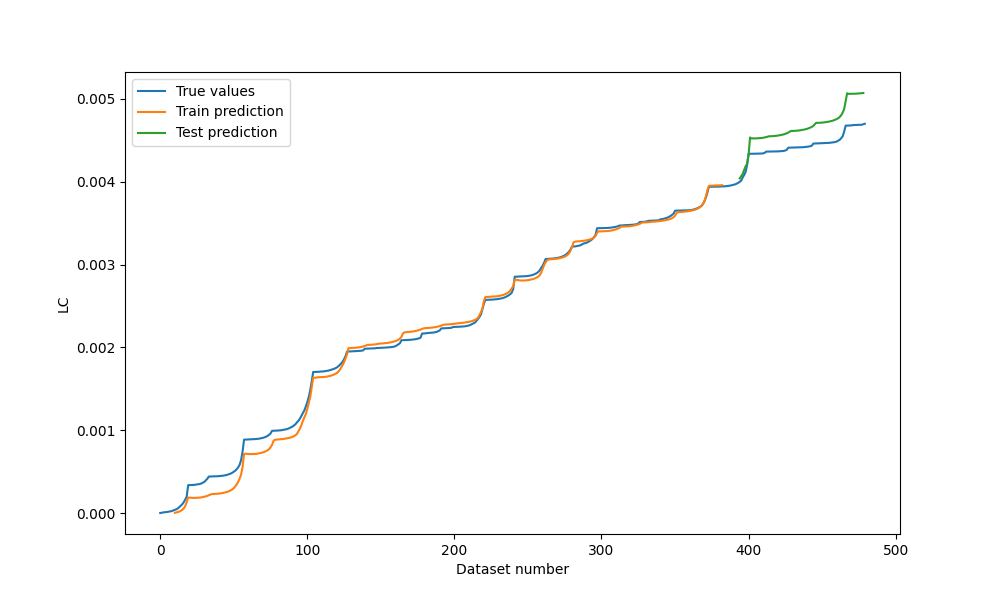 True values
Train prediction
Test prediction
0.005
0.004
0.003
0.002
0.001
0.000
LC
0
100
200
300
400
500
Dataset number